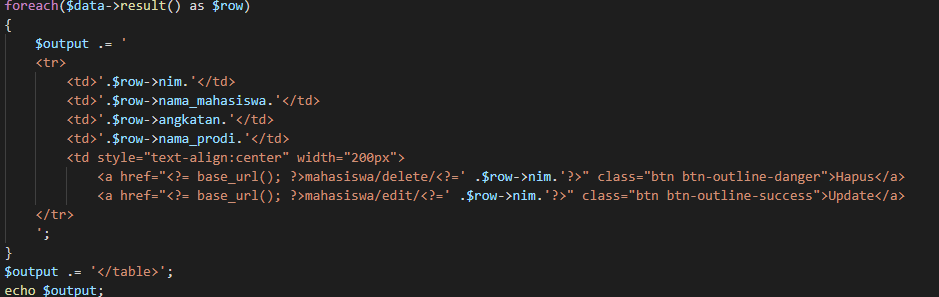 foreach($data->result() as $row)
{
$output .= '
<tr>
<td>'.$row->nim.'</td>
<td>'.$row->nama_mahasiswa.'</td>
<td>'.$row->angkatan.'</td>
<td>'.$row->nama_prodi.'</td>
<td style="text-align:center" width="200px">
<a href="<?= base_url(); ?>mahasiswa/delete/<?=' .$row->nim.'?>" class="btn btn-outline-danger">Hapus</a>
<a href="<?= base_url(); ?>mahasiswa/edit/<?=' .$row->nim.'?>" class="btn btn-outline-success">Update</a>
</tr>
';
}
$output .= '</table>';
echo $output;